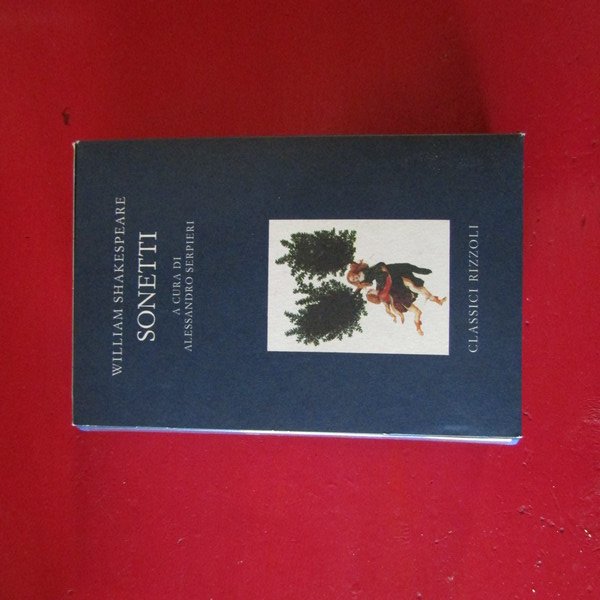 WILLIAM SHAKESPEARE
SONETTI
A CURA DI
ALESSANDRO SERPIERI
CLASSICI RIZZOLI